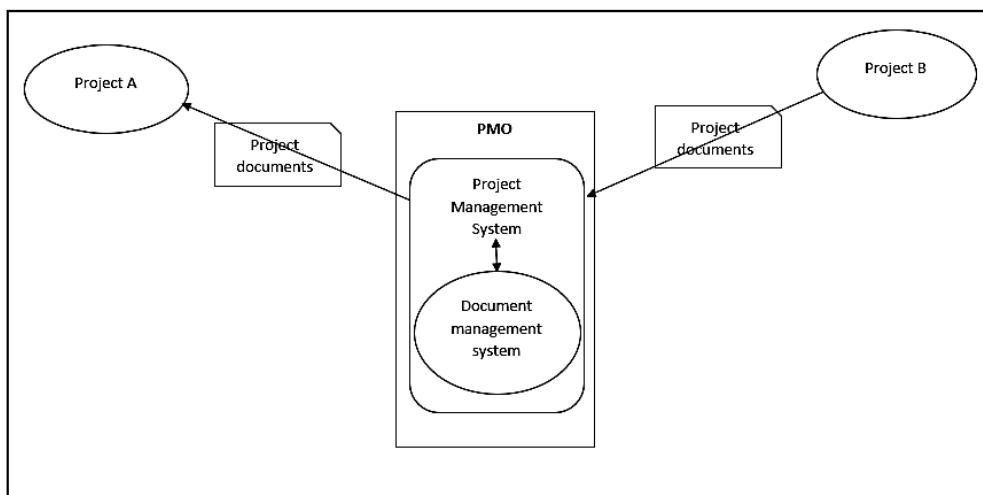 Project A
Project B
Project
documents
PMO
Project
documents
Project
Management
System
Document
management
system